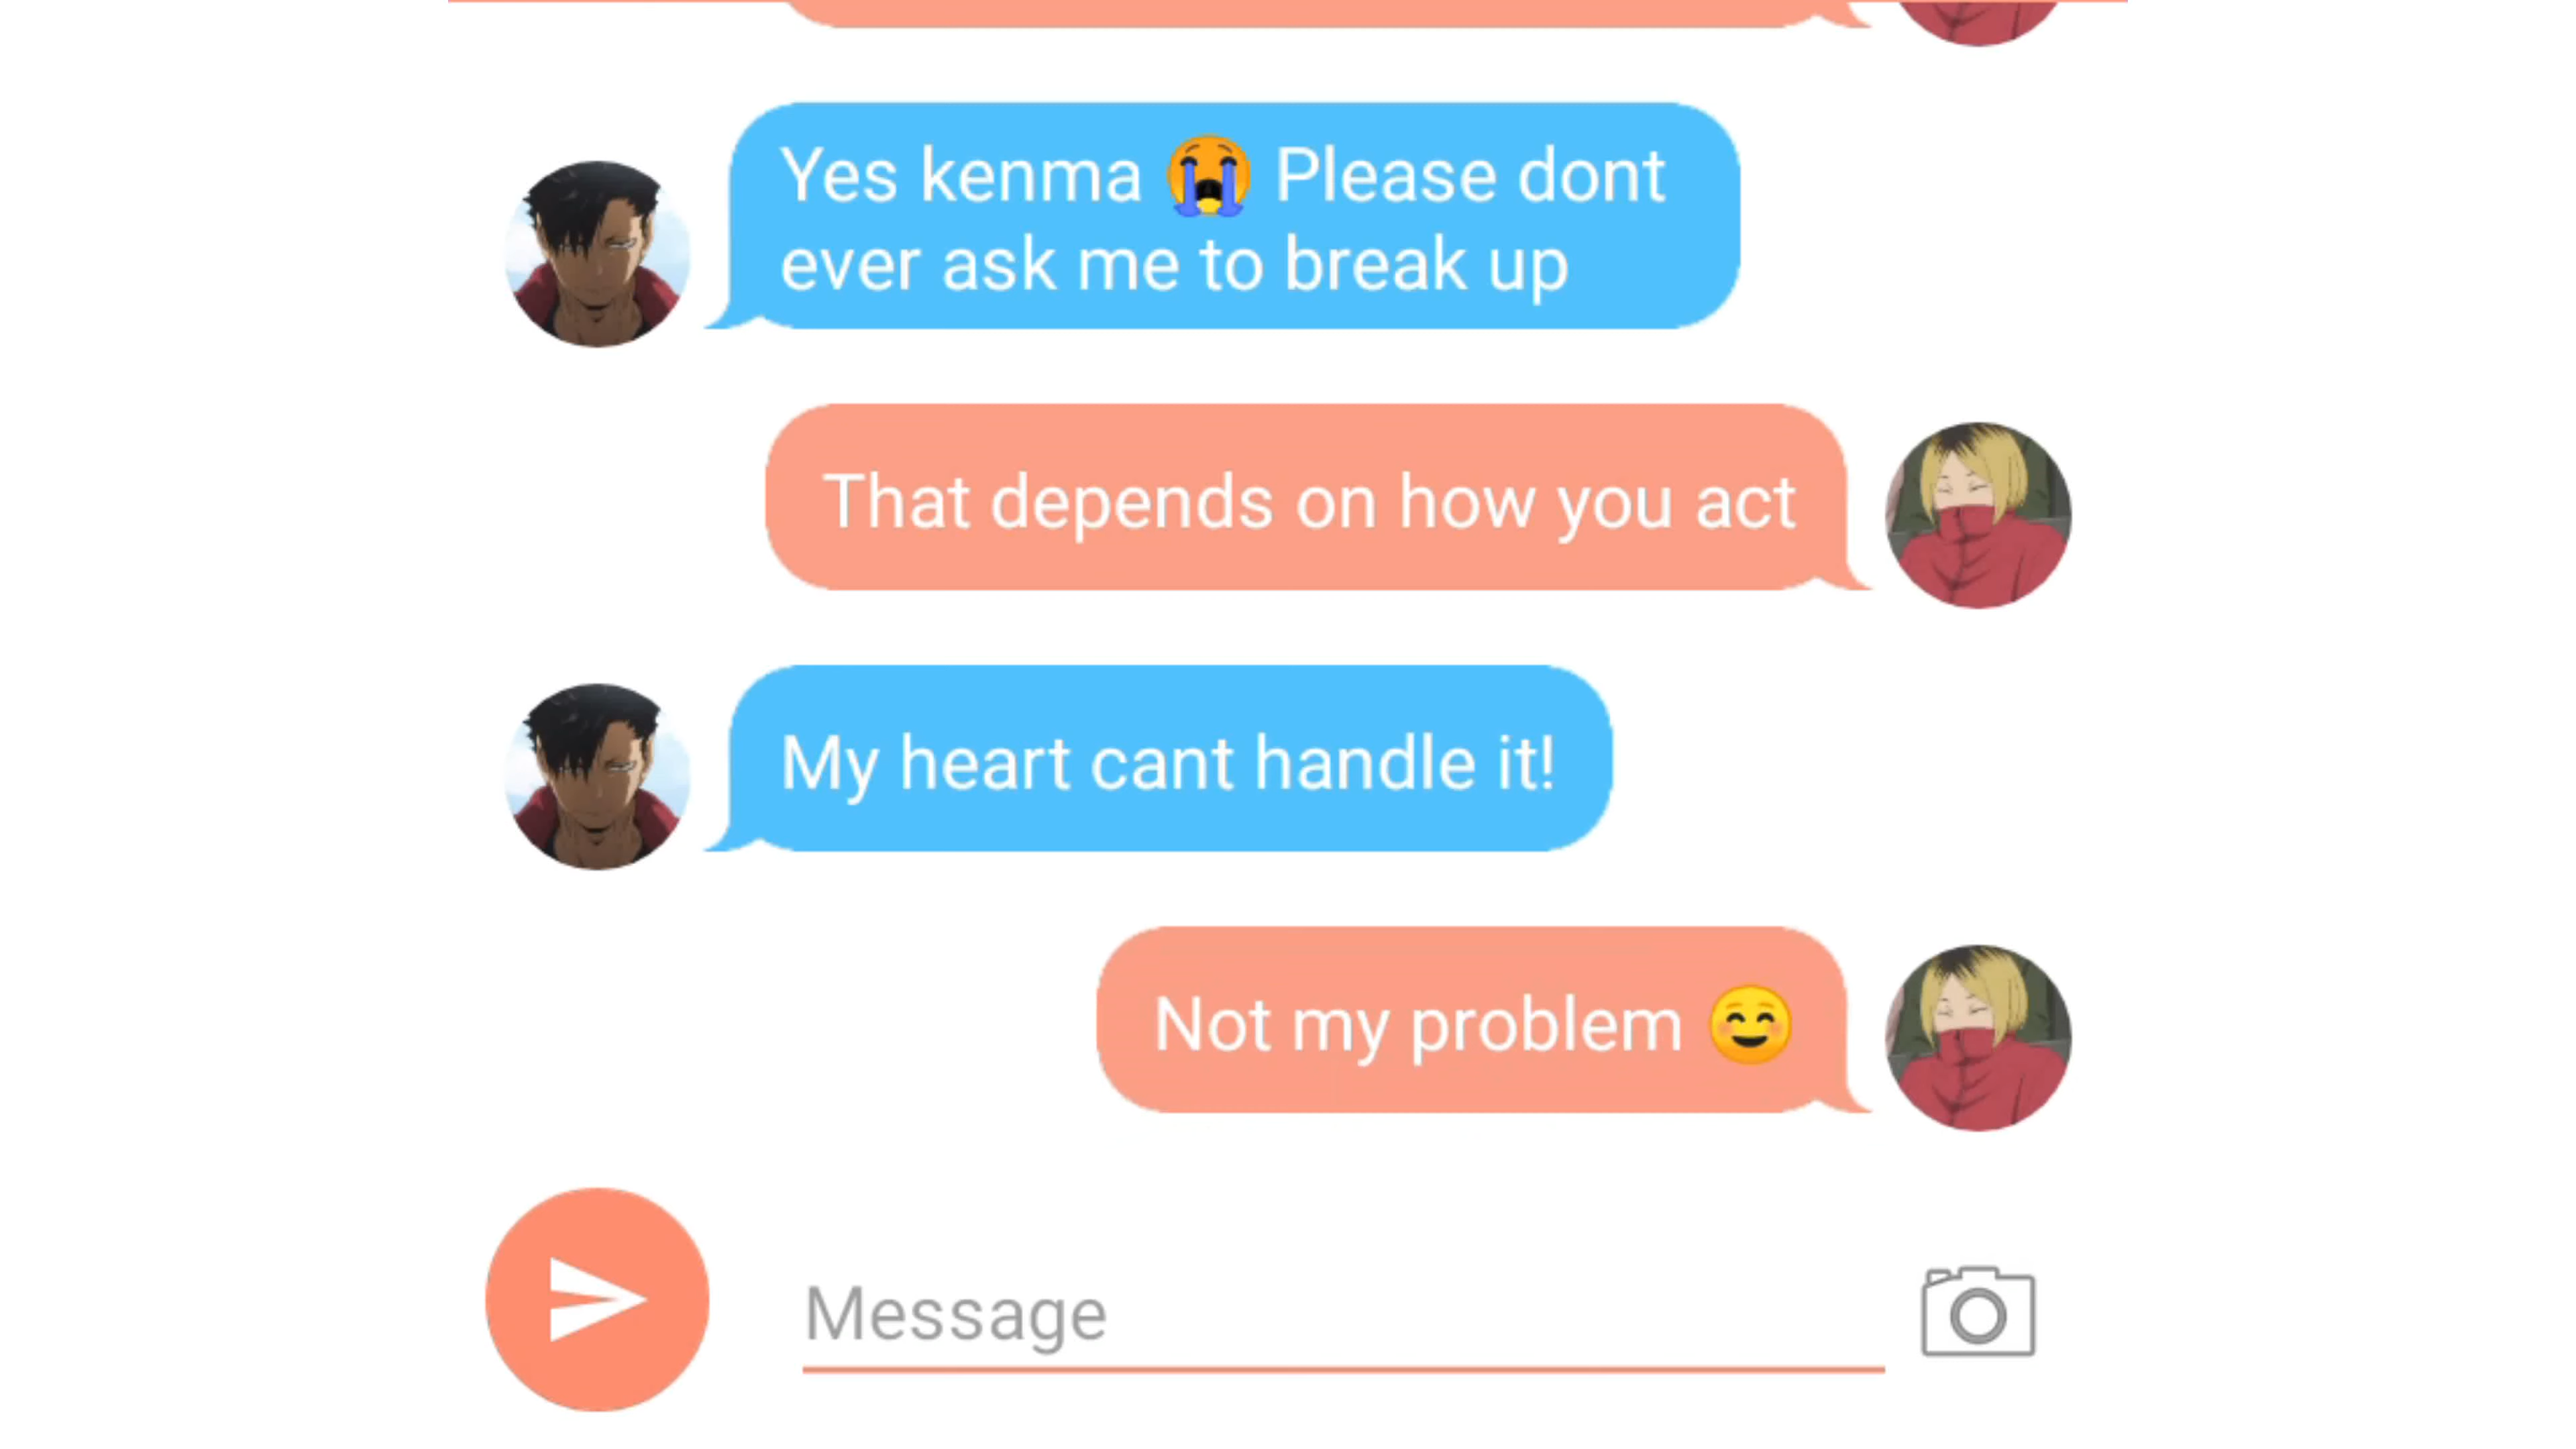 Yes kenma 😭 Please dont
ever ask me to break up
That depends on how you act
My heart cant handle it!
Not my problem ☺️
Message